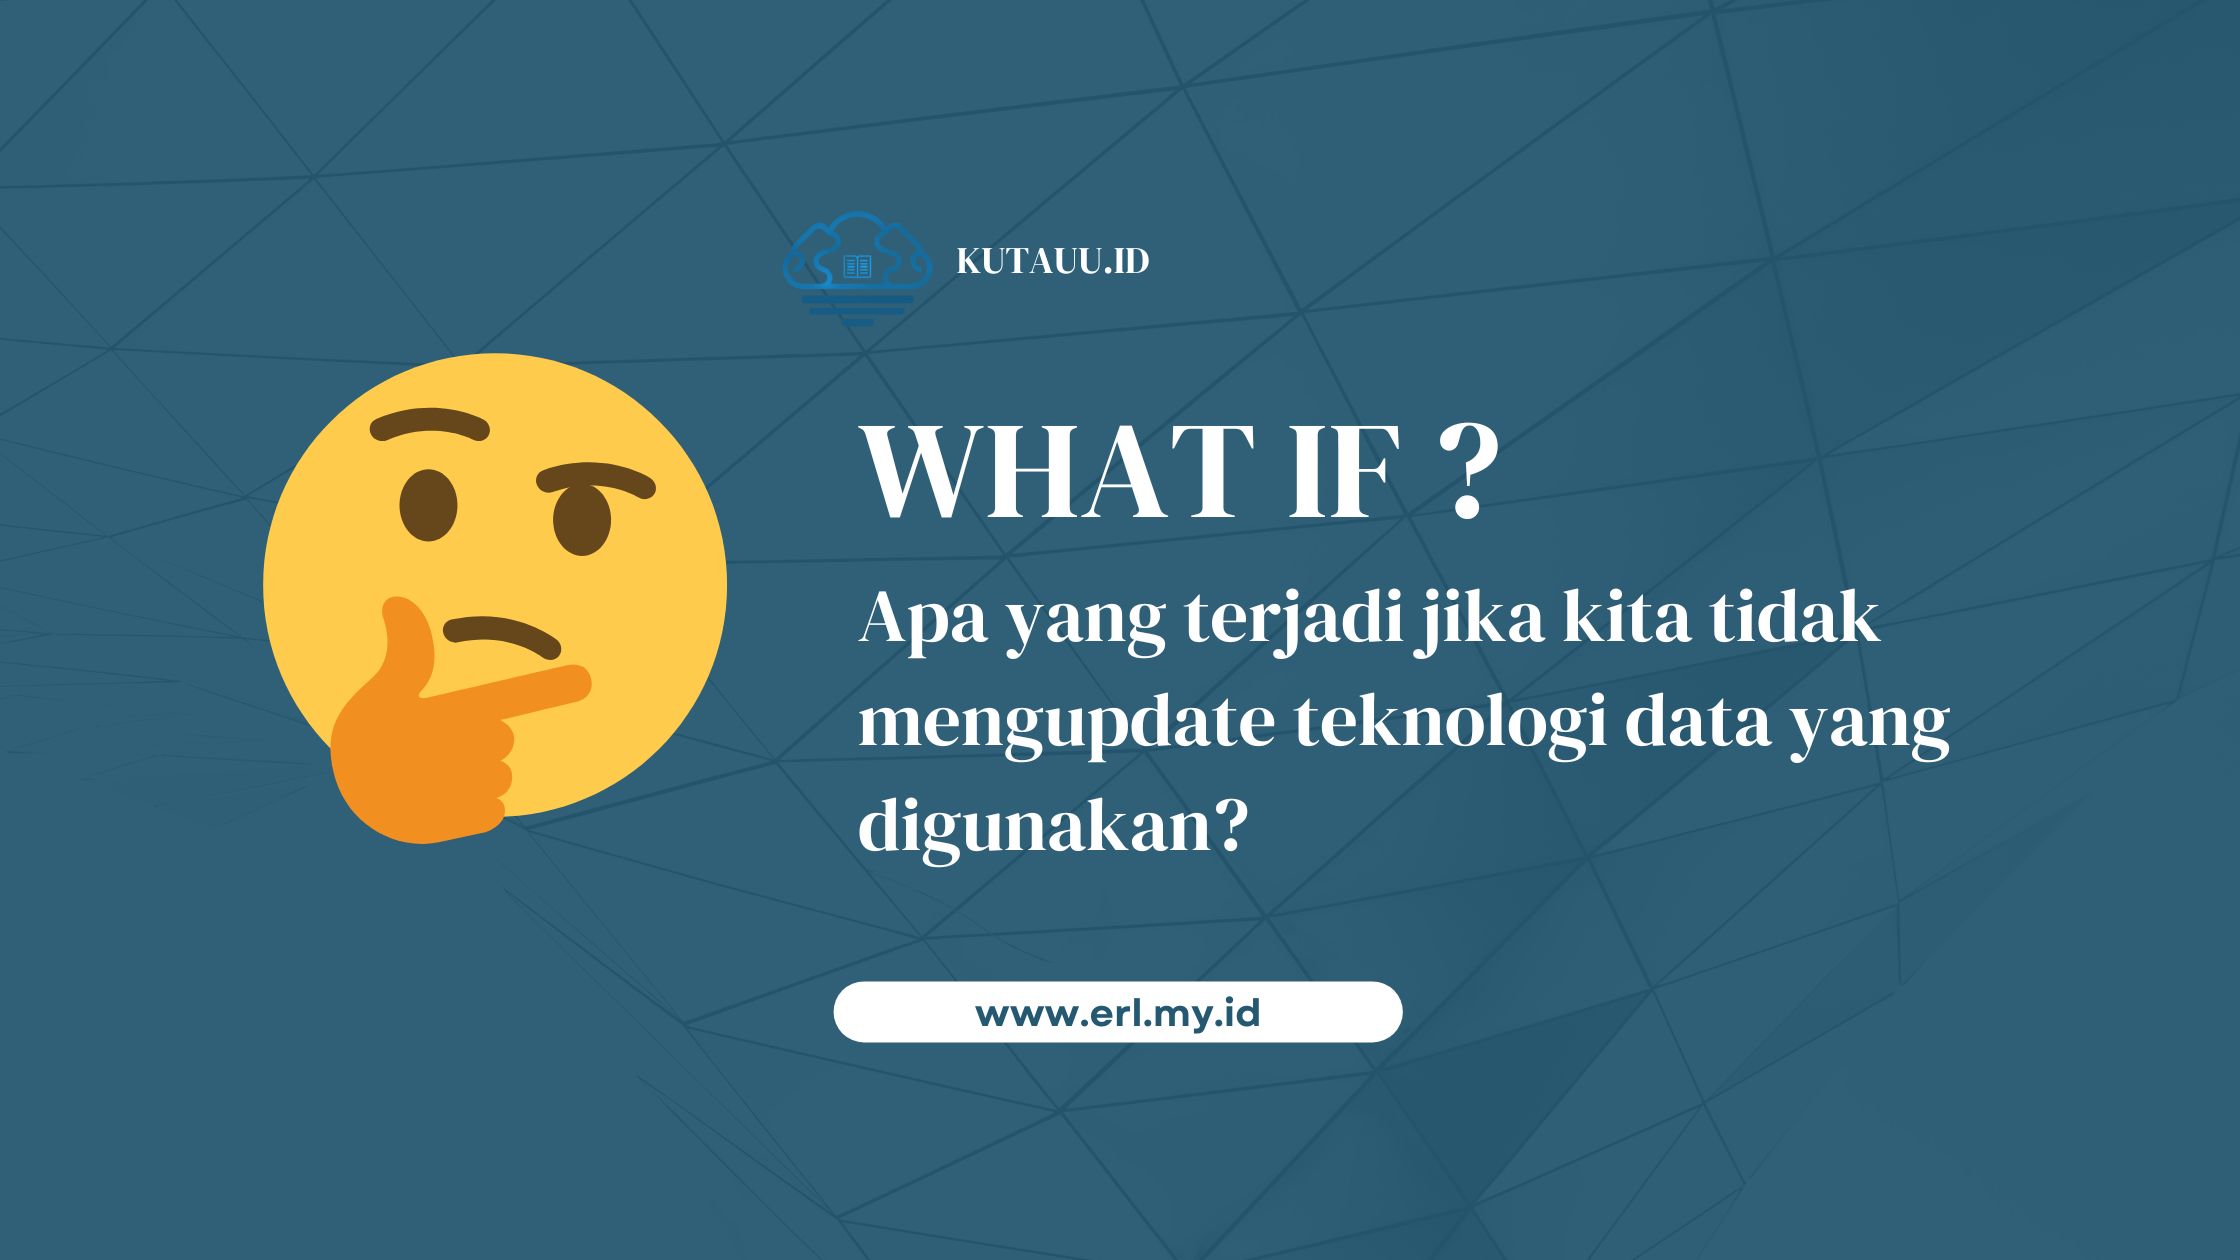 KUTAUU.ID
WHAT IF ?
Apa yang terjadi jika kita tidak
mengupdate teknologi data yang
digunakan?
www.erl.my.id